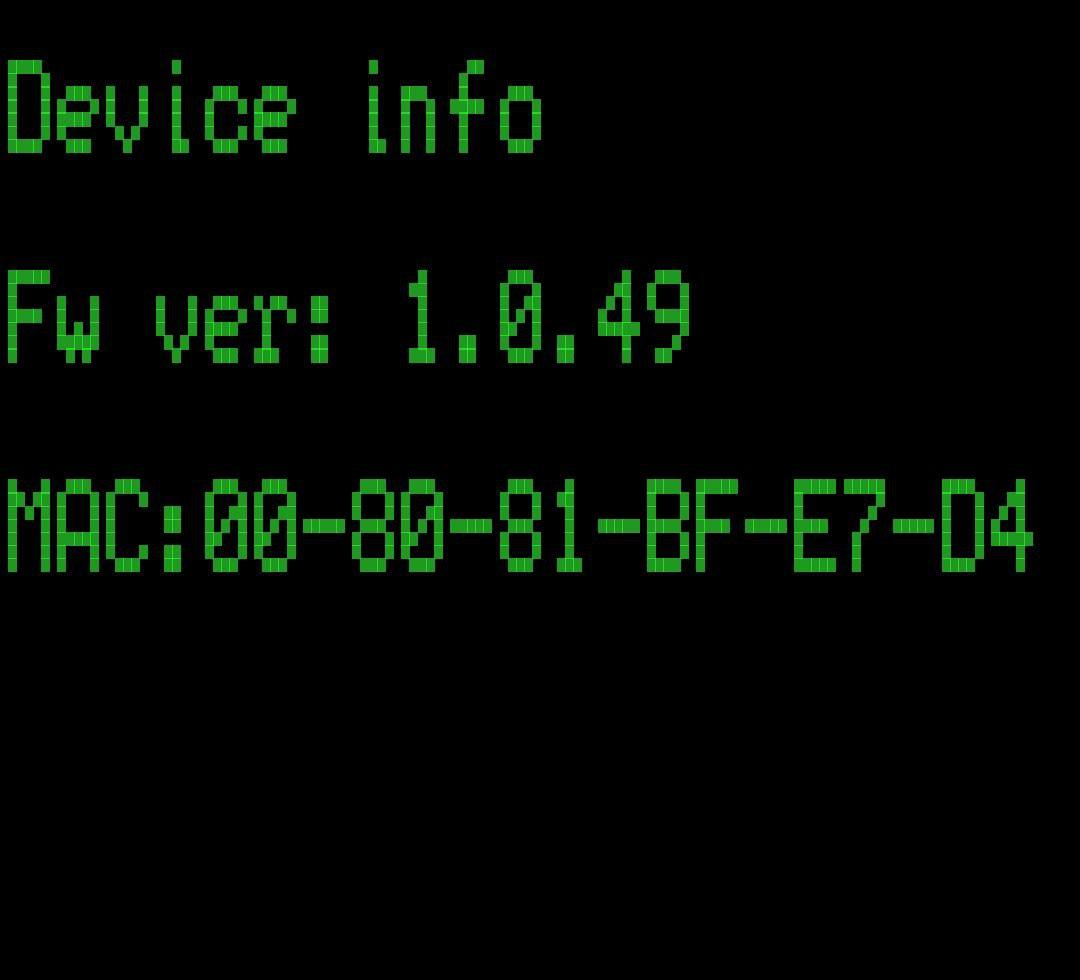 Device info
Fw ver: 1.0.49
MAC:00-80-81-BF-E7-D4